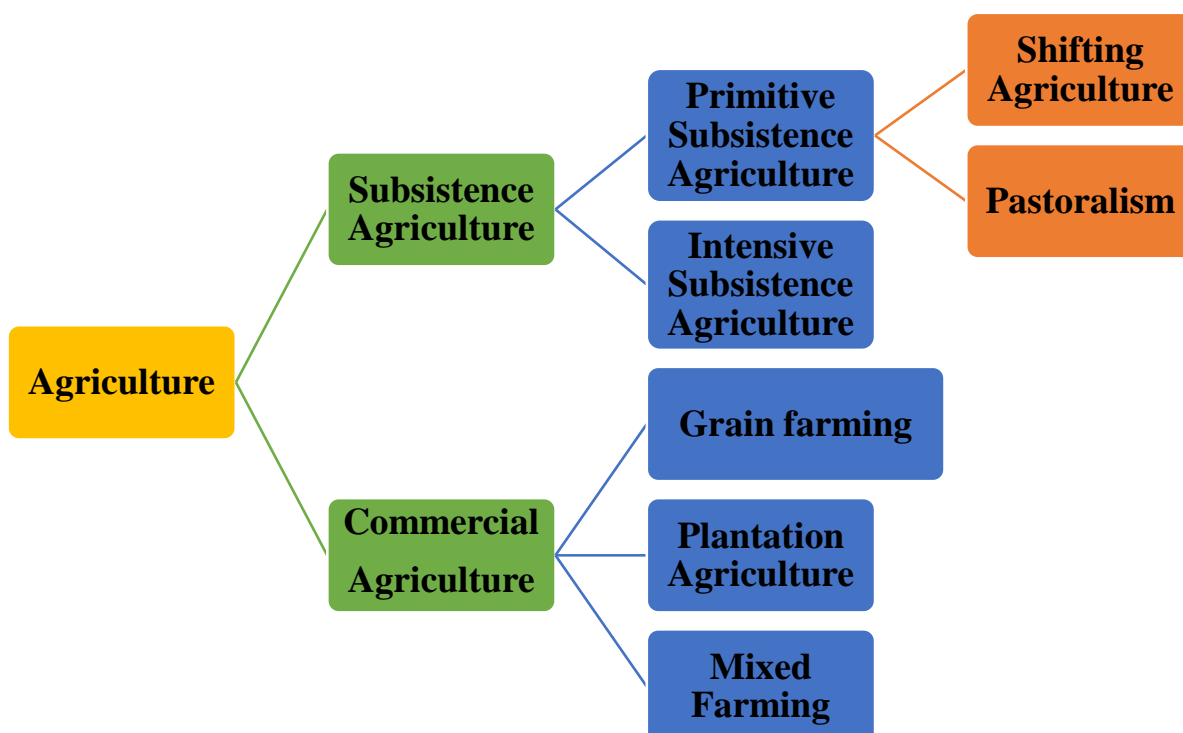 Agriculture
Subsistence
Agriculture
Primitive
Subsistence
Agriculture
Shifting
Agriculture
Pastoralism
Intensive
Subsistence
Agriculture
Commercial
Agriculture
Grain farming
Plantation
Agriculture
Mixed
Farming